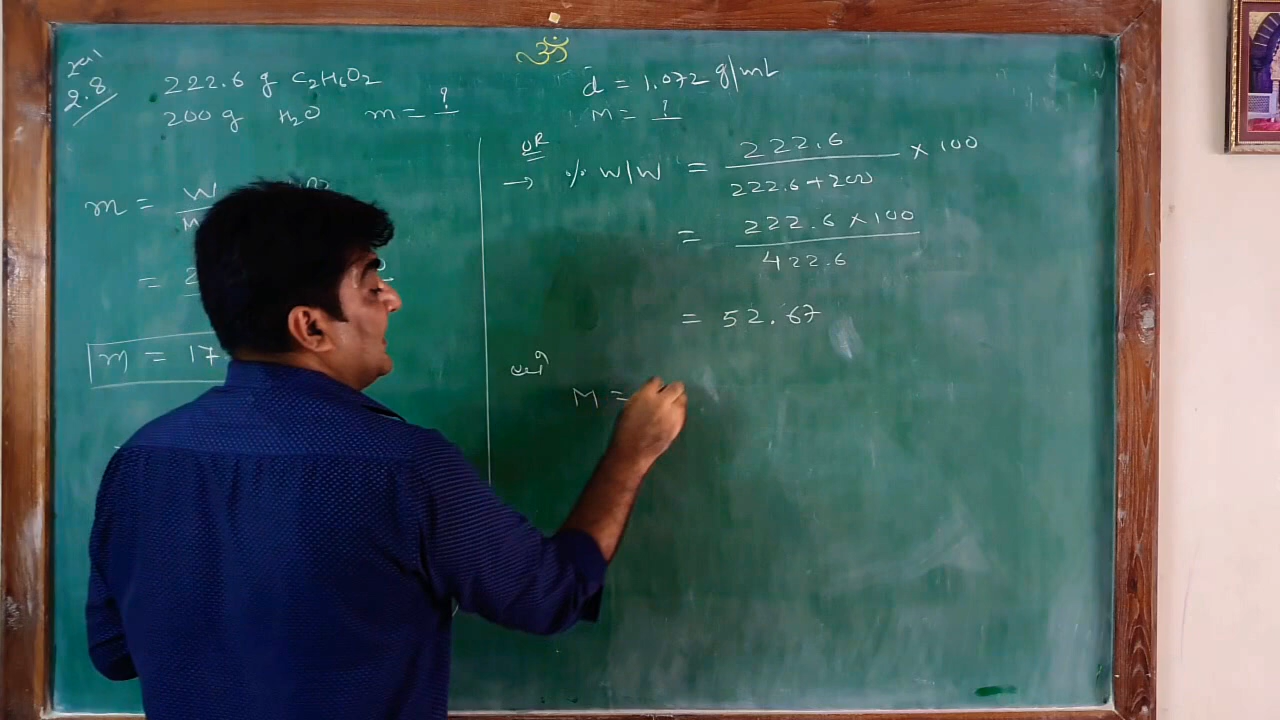 ૐ
2.8
222.6 g C₂H₆O₂
200 g H₂O m = ?
d = 1.072 g/mL
M = ?
m = W
M
= 2
m = 17
OR
→ % W/W = 222.6 / 222.6 + 200 × 100
= 222.6 × 100 / 422.6
= 52.67
M =